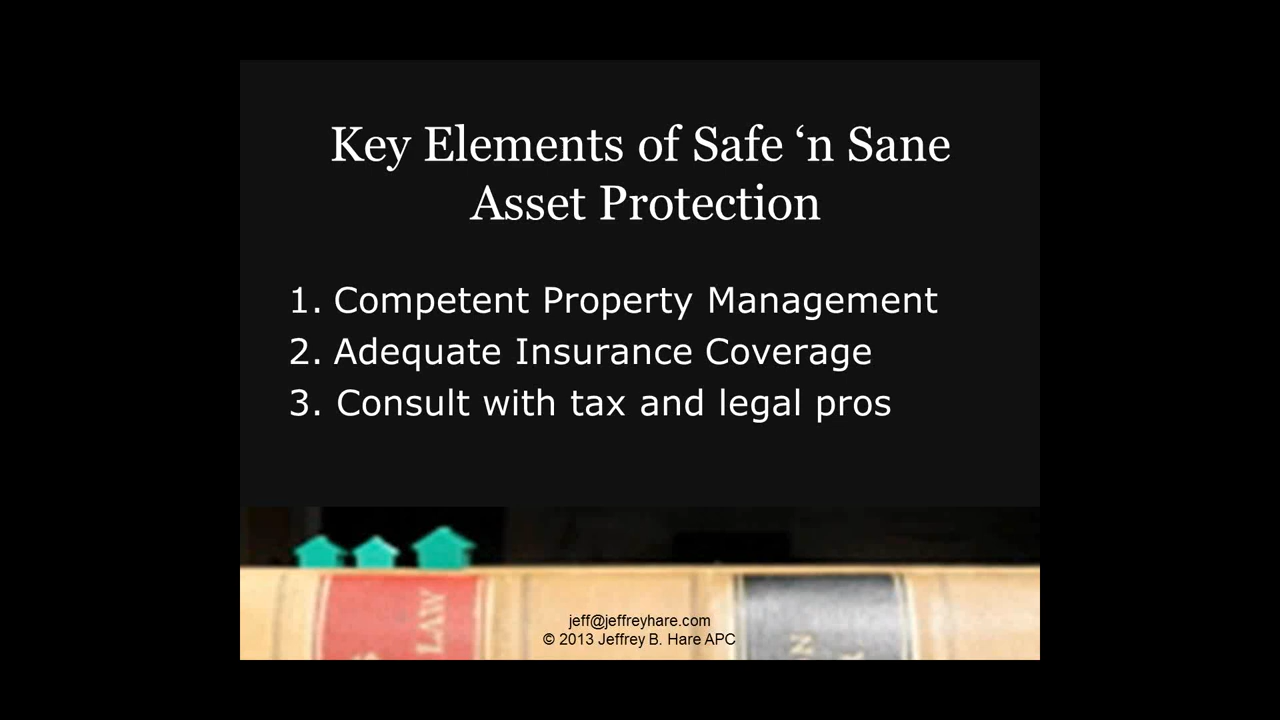 Key Elements of Safe ‘n Sane
Asset Protection
1. Competent Property Management
2. Adequate Insurance Coverage
3. Consult with tax and legal pros
LAW
jeff@jeffreyhare.com
© 2013 Jeffrey B. Hare APC